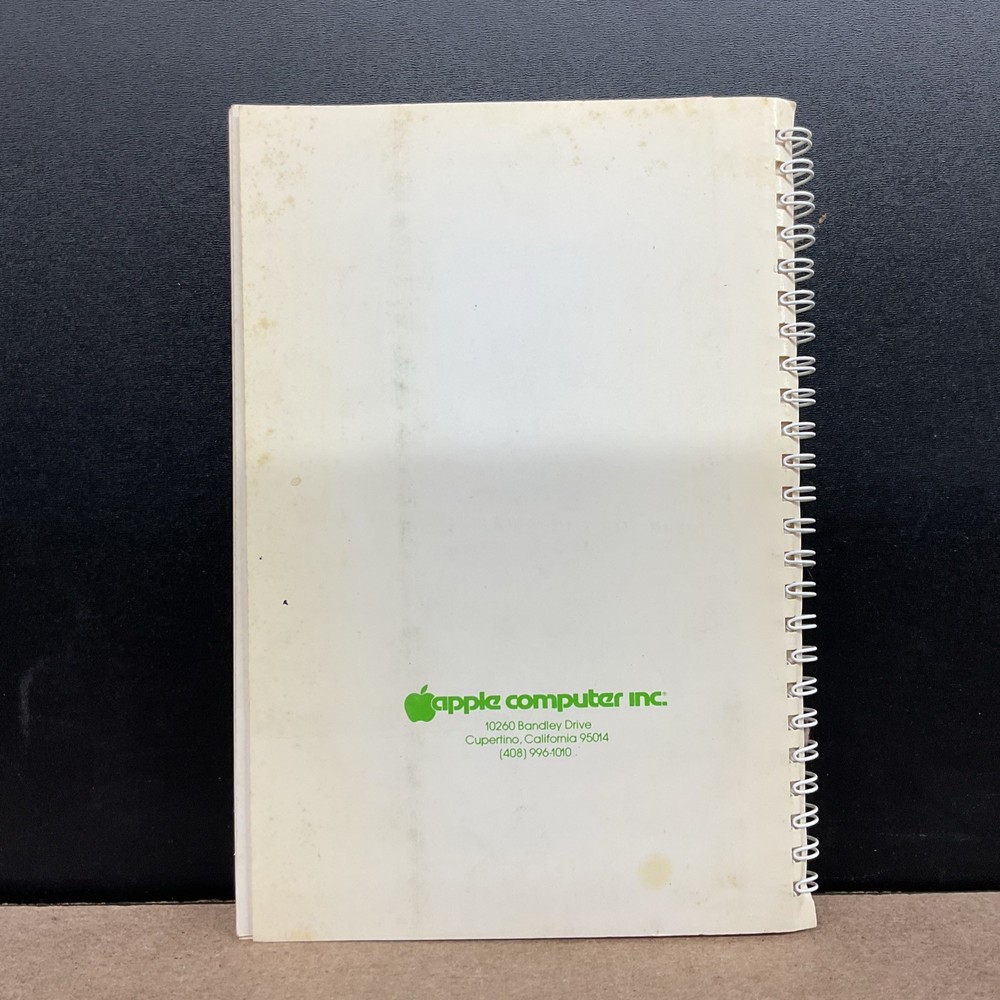 apple computer inc.
10260 Bandley Drive
Cupertino, California 95014
(408) 996-1010